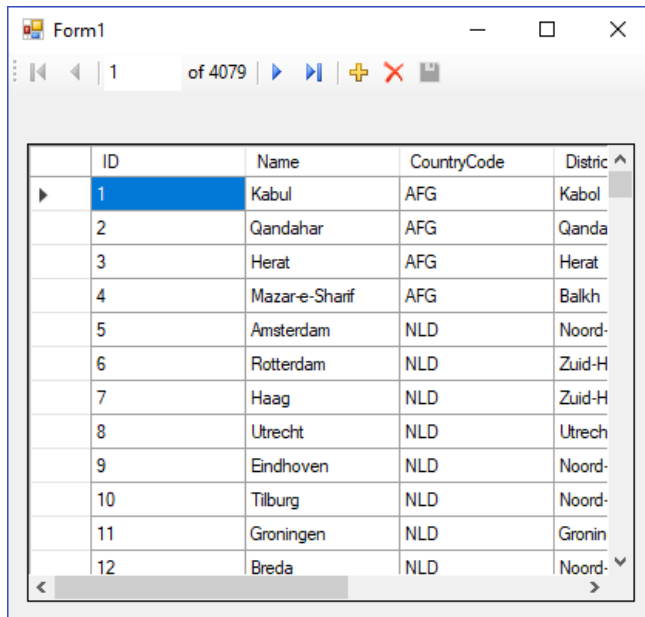 Form1
1 of 4079
ID Name CountryCode Distric
1 Kabul AFG Kabol
2 Qandahar AFG Qanda
3 Herat AFG Herat
4 Mazar-e-Sharif AFG Balkh
5 Amsterdam NLD Noord-
6 Rotterdam NLD Zuid-H
7 Haag NLD Zuid-H
8 Utrecht NLD Utrech
9 Eindhoven NLD Noord-
10 Tilburg NLD Noord-
11 Groningen NLD Gronin
12 Breda NLD Noord-